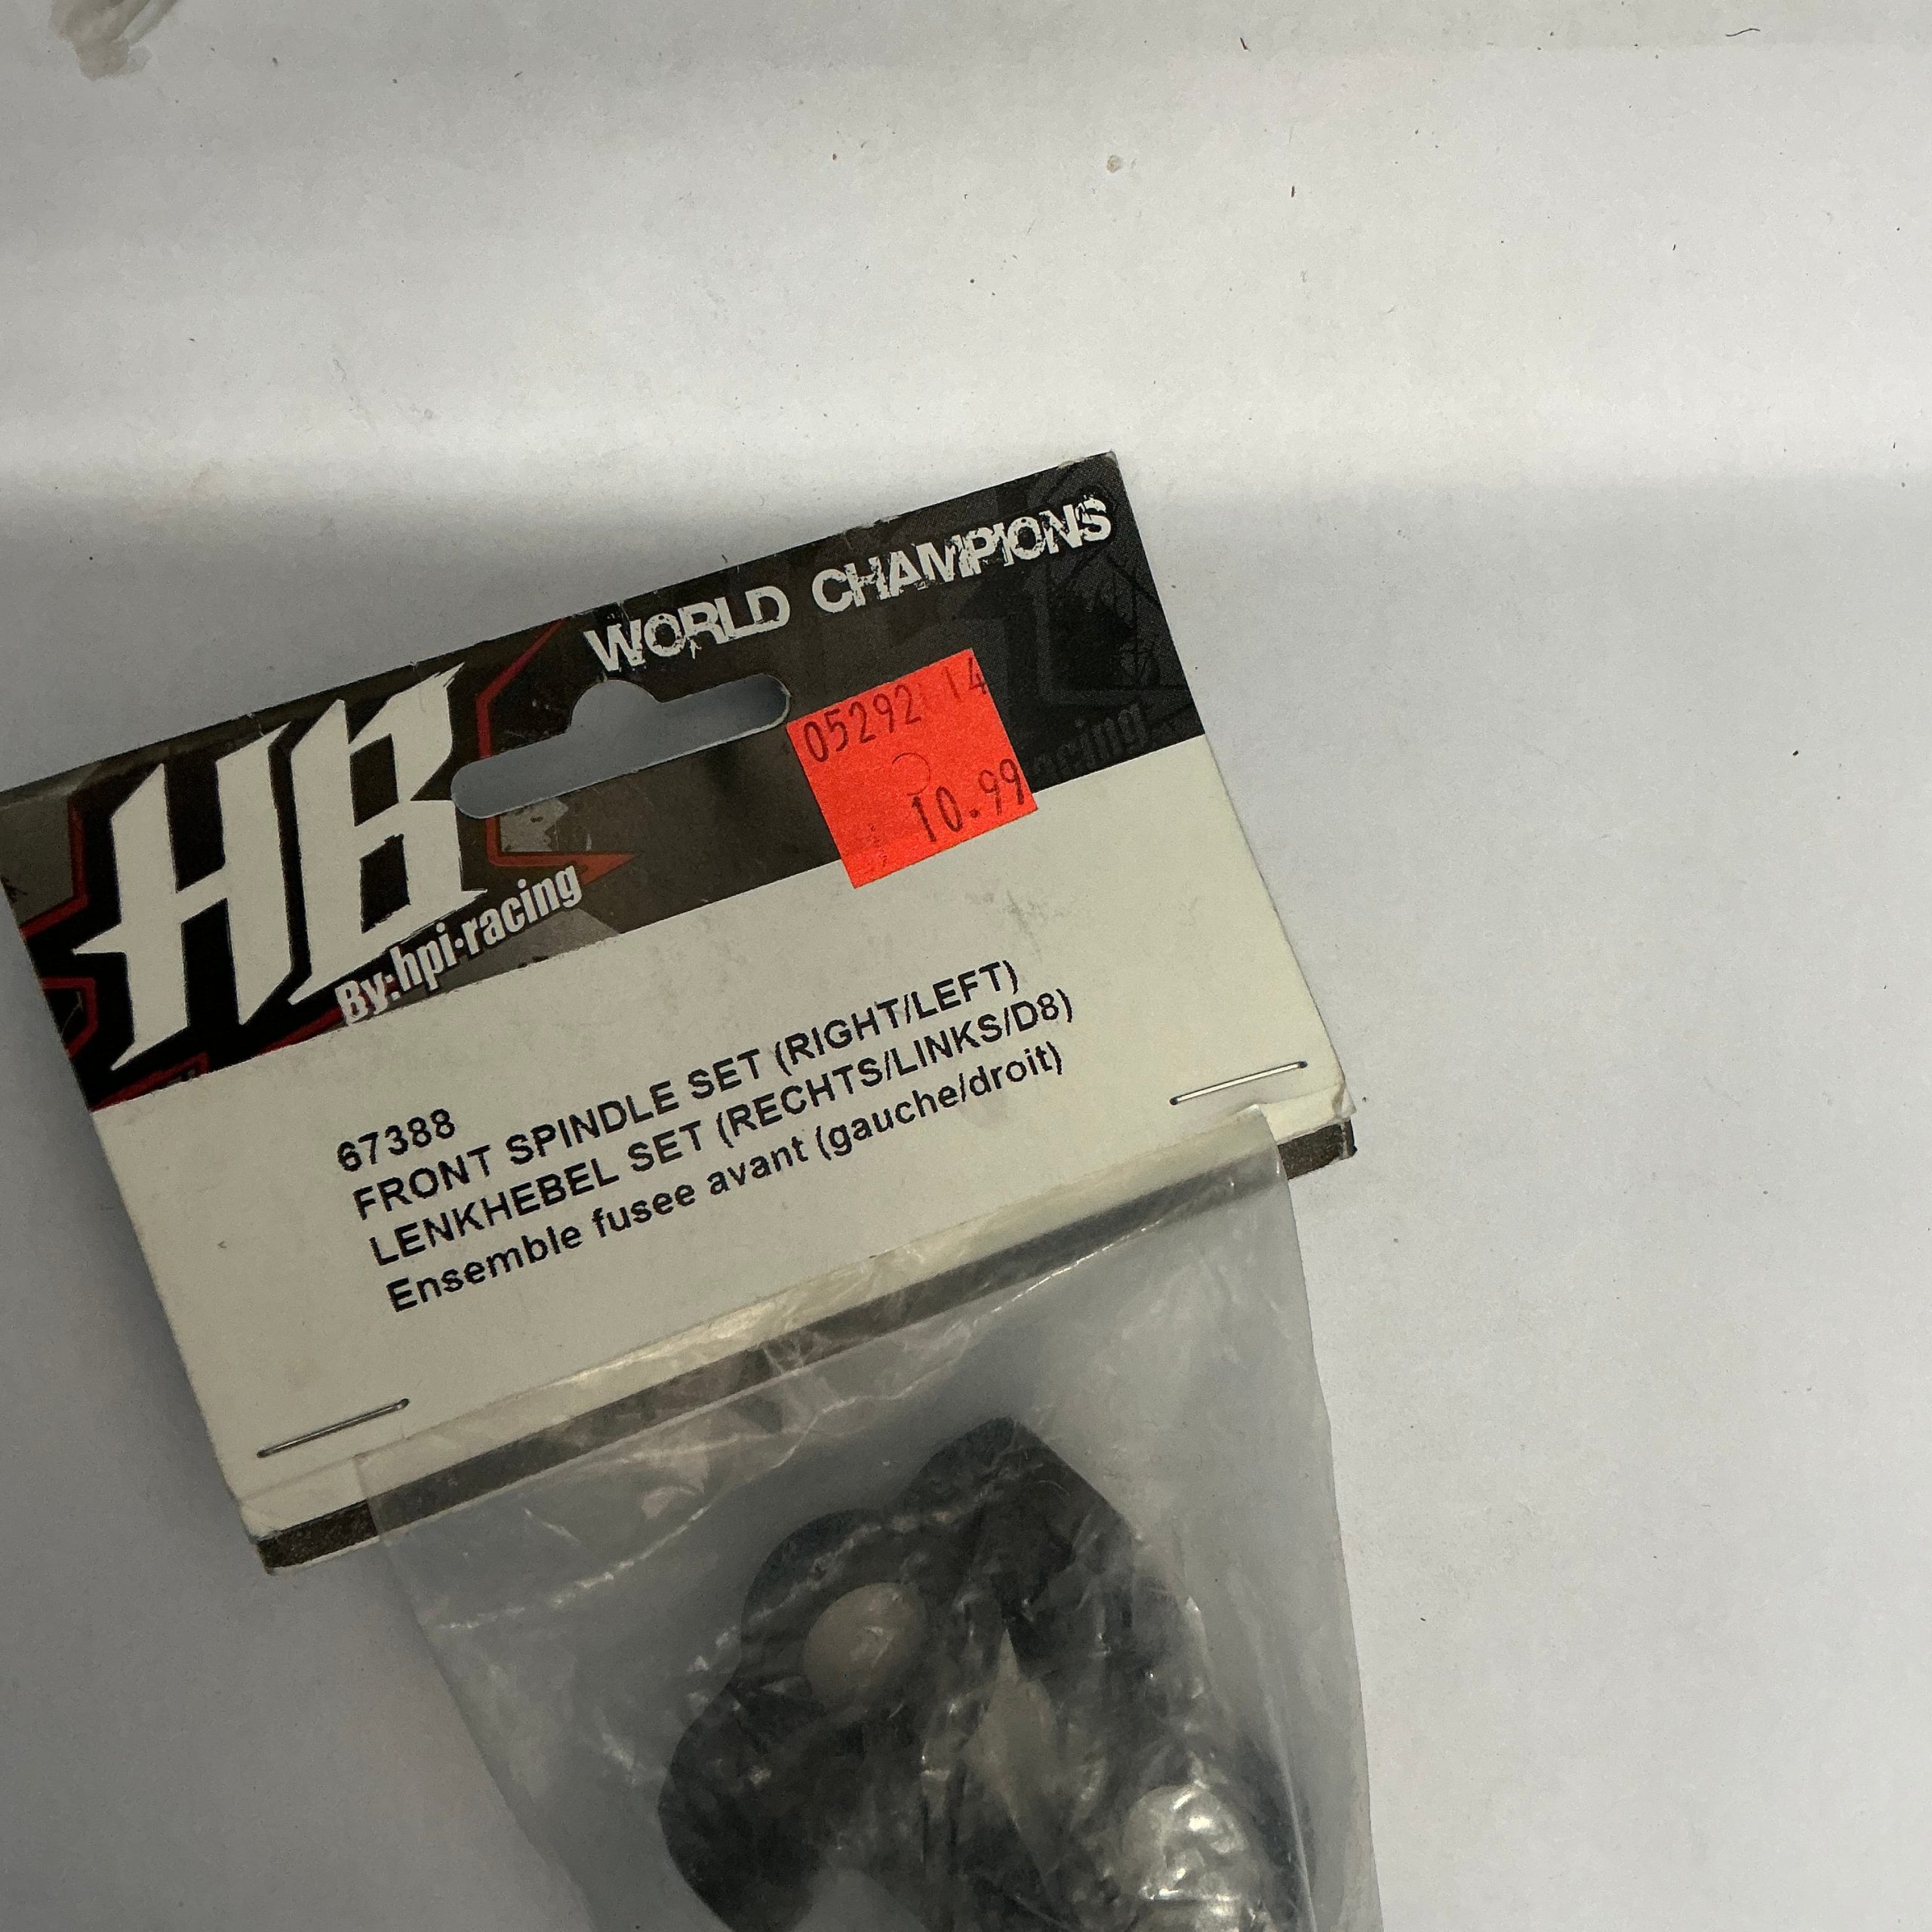 WORLD CHAMPIONS
HB
By:hpi·racing
05292 14
10.99
racing
67388
FRONT SPINDLE SET (RIGHT/LEFT)
LENKHEBEL SET (RECHTS/LINKS/D8)
Ensemble fusee avant (gauche/droit)